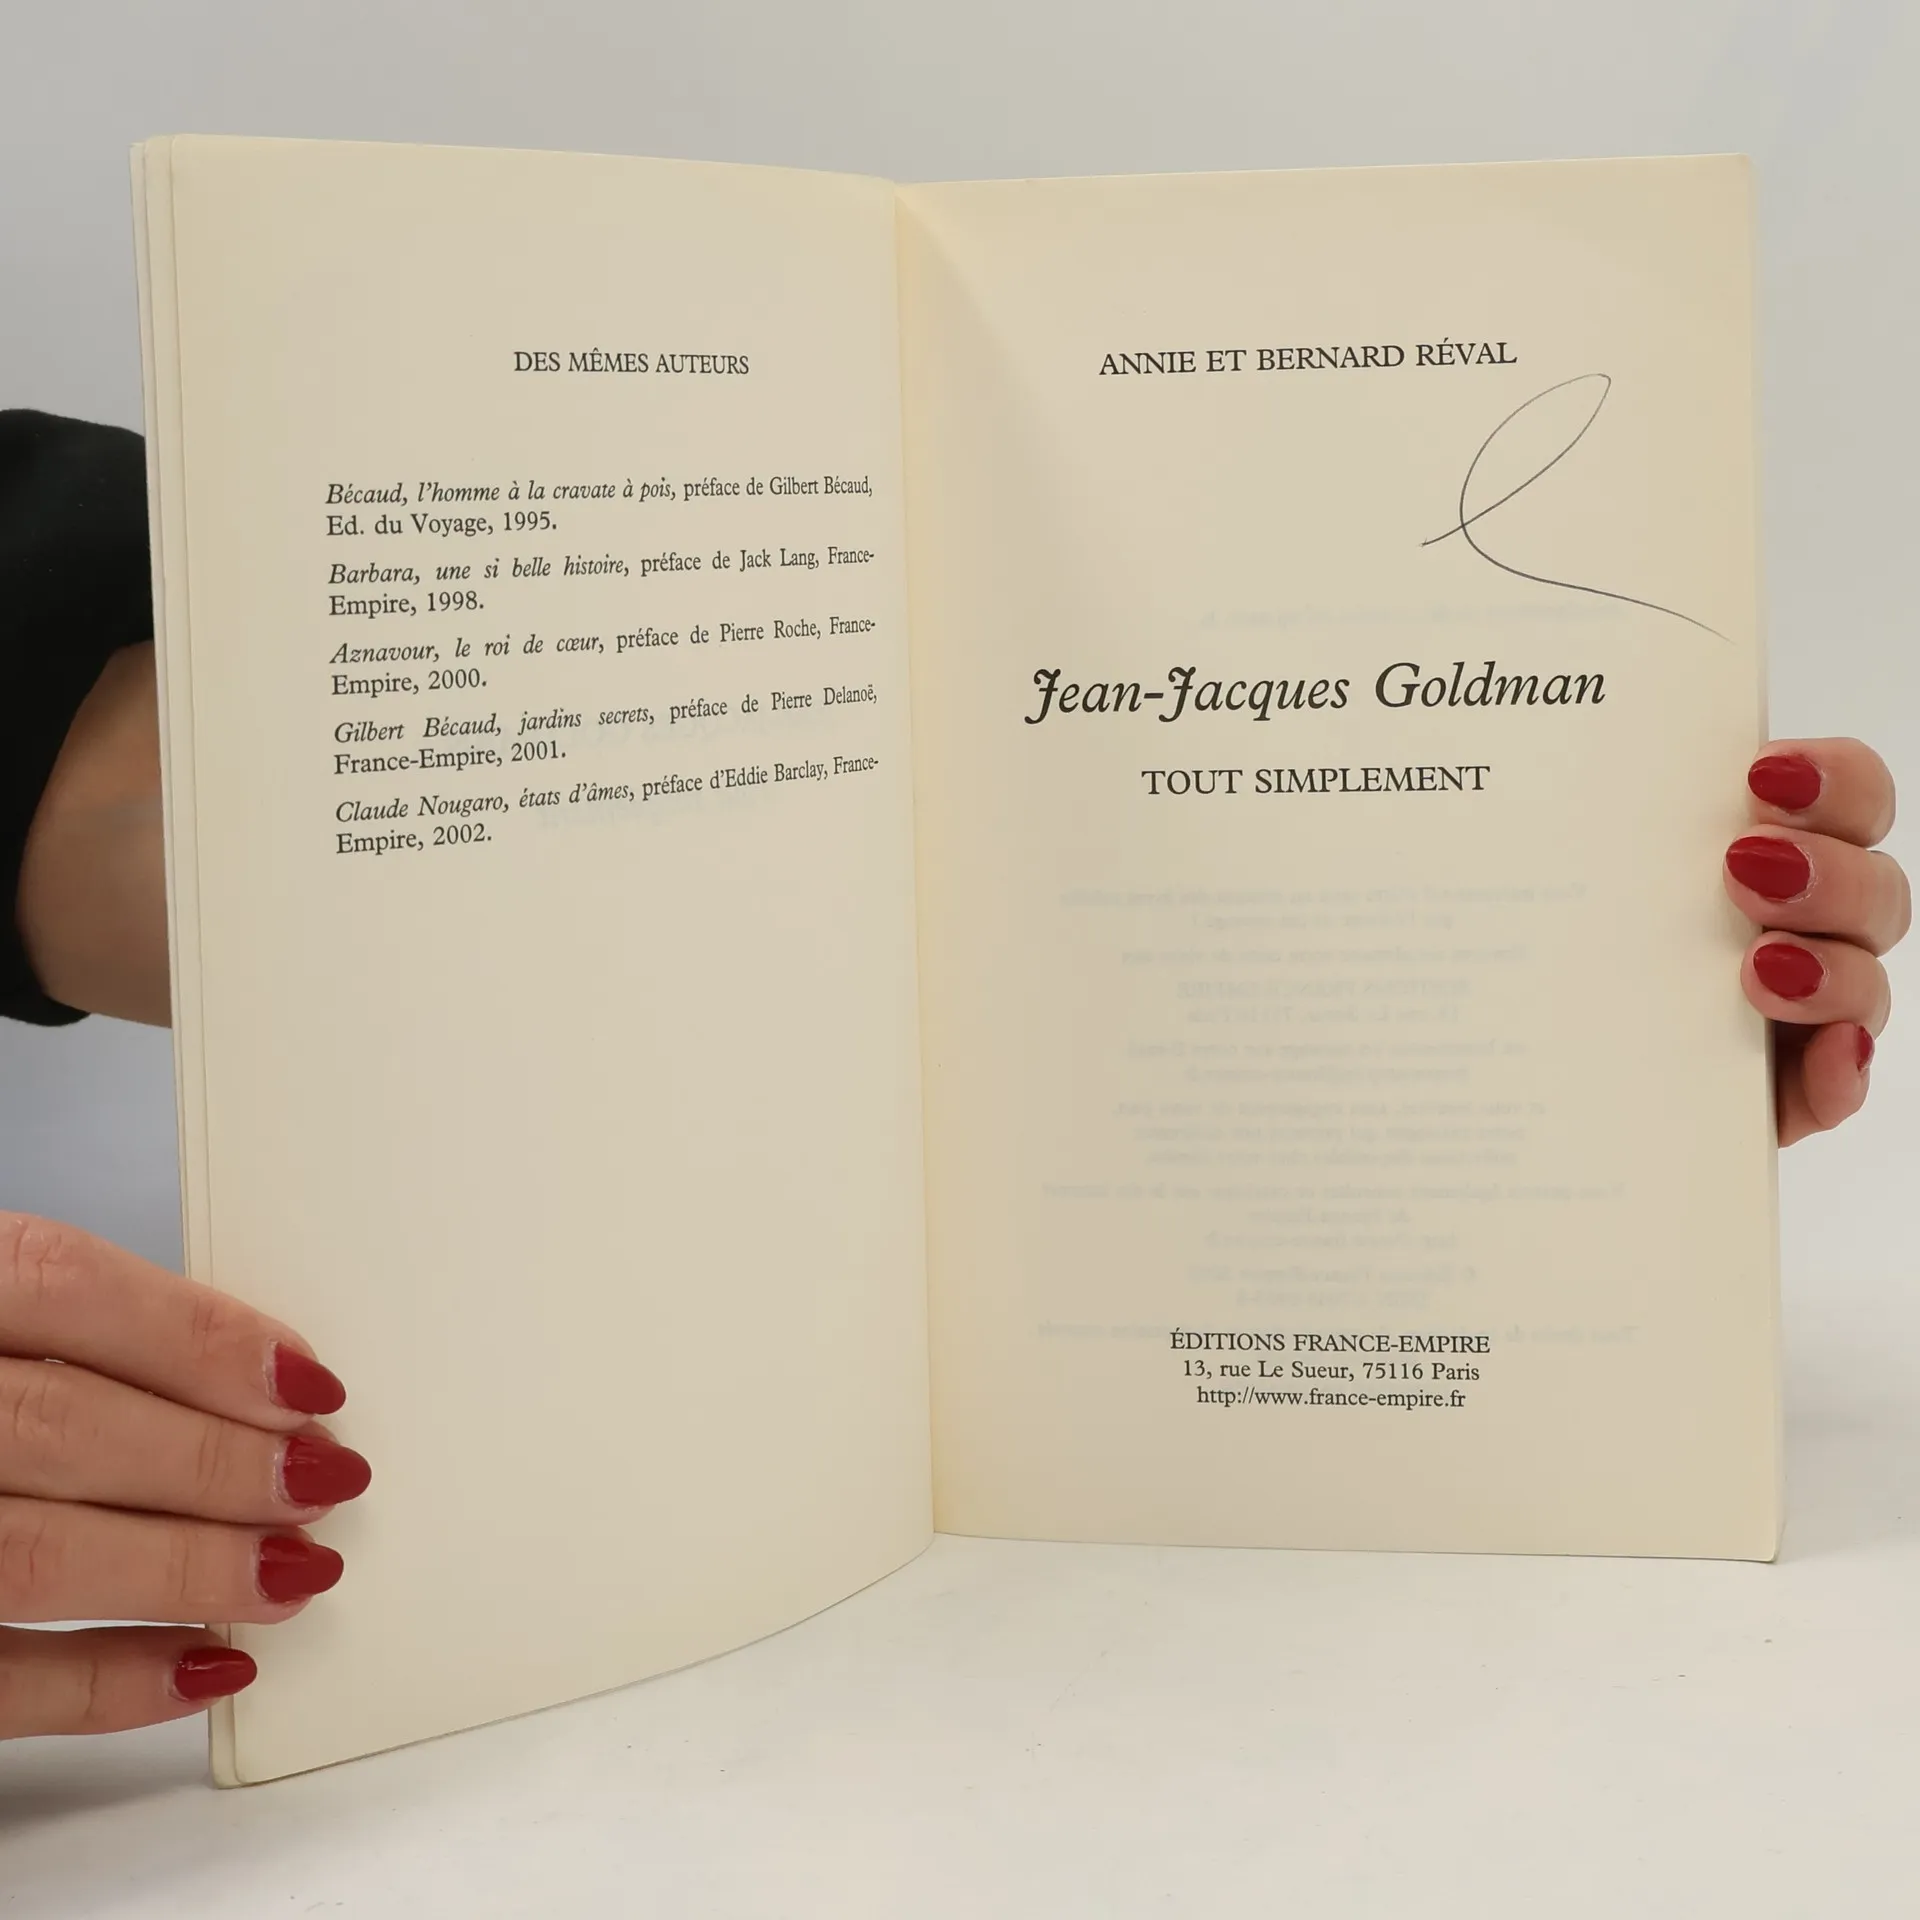 DES MÊMES AUTEURS
Bécaud, l'homme à la cravate à pois, préface de Gilbert Bécaud,
Ed. du Voyage, 1995.
Barbara, une si belle histoire, préface de Jack Lang, France-
Empire, 1998.
Aznavour, le roi de cœur, préface de Pierre Roche, France-
Empire, 2000.
Gilbert Bécaud, jardins secrets, préface de Pierre Delanoë,
France-Empire, 2001.
Claude Nougaro, états d'âmes, préface d'Eddie Barclay, France-
Empire, 2002.
ANNIE ET BERNARD RÉVAL
Jean-Jacques Goldman
TOUT SIMPLEMENT
ÉDITIONS FRANCE-EMPIRE
13, rue Le Sueur, 75116 Paris
http://www.france-empire.fr